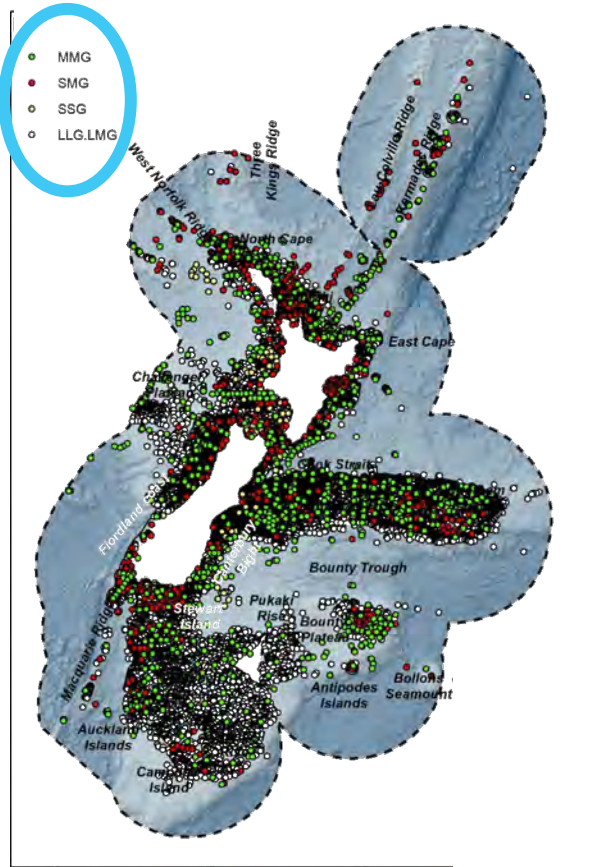 MMG
SMG
SSG
LLG.LMG
Colville Ridge
Kermadec Ridge
Three
Kings Ridge
West Norfolk Ridge
North Cape
East Cape
Challenger
Plateau
Cook Strait
Fiordland
Canterbury
Bight
Bounty Trough
Stewart
Island
Pukaki
Rise
Bounty
Plateau
Macquarie Ridge
Antipodes
Islands
Bollons
Seamount
Auckland
Islands
Campbell
Island